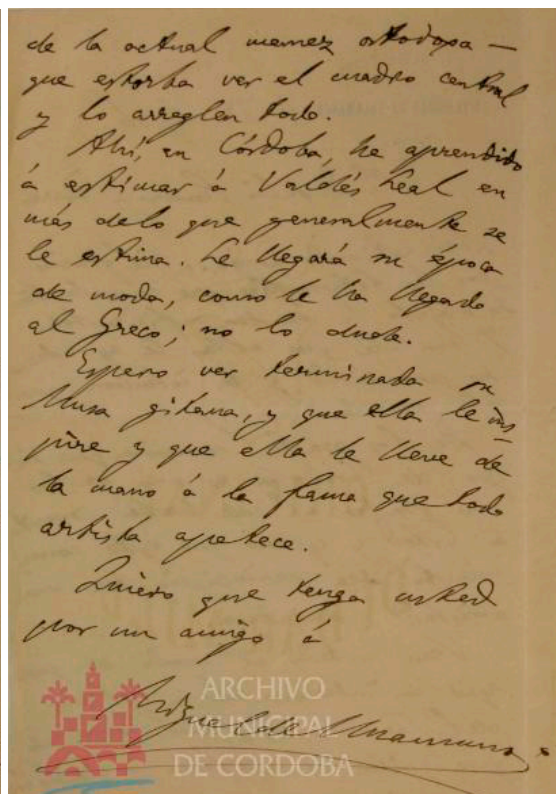 de la actual memez ortodoxa —
que estorba ver el cuadro central
y lo arreglen todo.
Ahí, en Córdoba, he aprendido
á estimar á Valdés Leal en
más de lo que generalmente se
le estima. Le llegará su época
de moda, como le ha llegado
al Greco; no lo dude.
Espero ver terminada su
Musa gitana, y que ella le ins-
pire y que ella le lleve de
la mano á la fama que todo
artista apetece.
Quiero que tenga usted
por un amigo á
Miguel de Unamuno
ARCHIVO
MUNICIPAL
DE CORDOBA